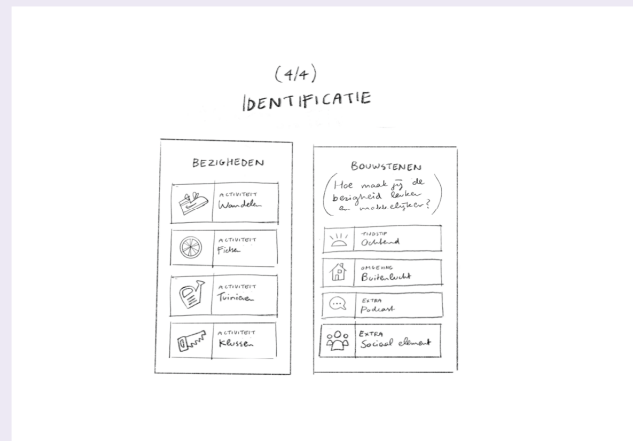 (4/4)
IDENTIFICATIE
BEZIGHEDEN
ACTIVITEIT
Wandelen
ACTIVITEIT
Fietsen
ACTIVITEIT
Tuinieren
ACTIVITEIT
Klussen
BOUWSTENEN
(Hoe maak jij de
bezigheid leuker
en makkelijker?)
TIJDSTIP
Ochtend
OMGEVING
Buitenlucht
EXTRA
Podcast
EXTRA
Sociaal element